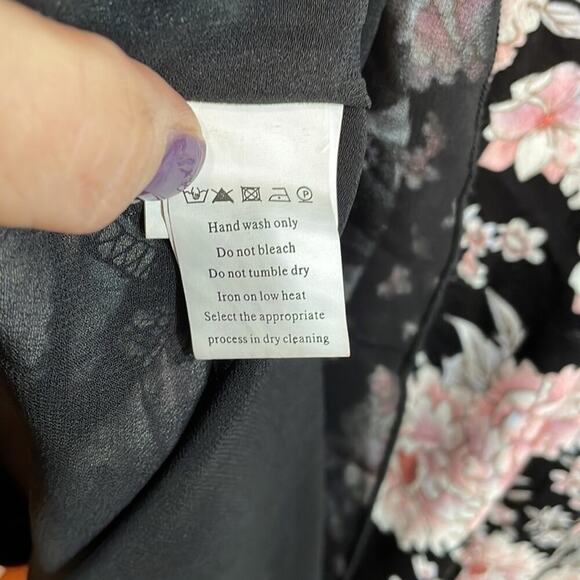 Hand wash only
Do not bleach
Do not tumble dry
Iron on low heat
Select the appropriate
process in dry cleaning